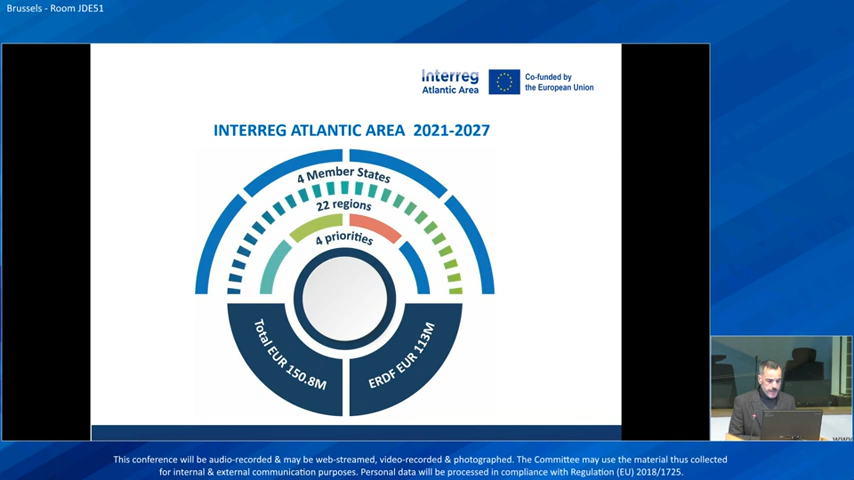 Brussels - Room JDE51
Interreg
Atlantic Area
Co-funded by
the European Union
INTERREG ATLANTIC AREA 2021-2027
4 Member States
22 regions
4 priorities
Total EUR 150.8M
ERDF EUR 113M
This conference will be audio-recorded & may be web-streamed, video-recorded & photographed. The Committee may use the material thus collected
for internal & external communication purposes. Personal data will be processed in compliance with Regulation (EU) 2018/1725.